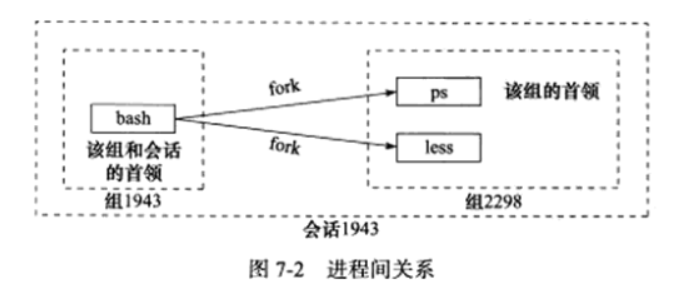 fork
ps
该组的首领
bash
该组和会话
的首领
fork
less
组1943
组2298
会话1943
图 7-2 进程间关系